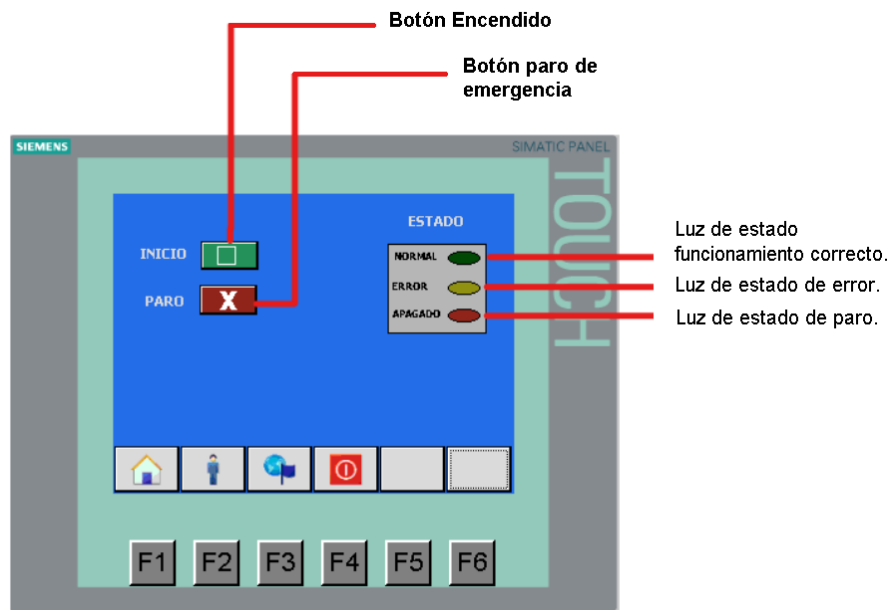 Botón Encendido
Botón paro de
emergencia
SIEMENS
SIMATIC PANEL
TOUCH
ESTADO
INICIO
NORMAL
ERROR
PARO
X
APAGADO
Luz de estado
funcionamiento correcto.
Luz de estado de error.
Luz de estado de paro.
F1
F2
F3
F4
F5
F6